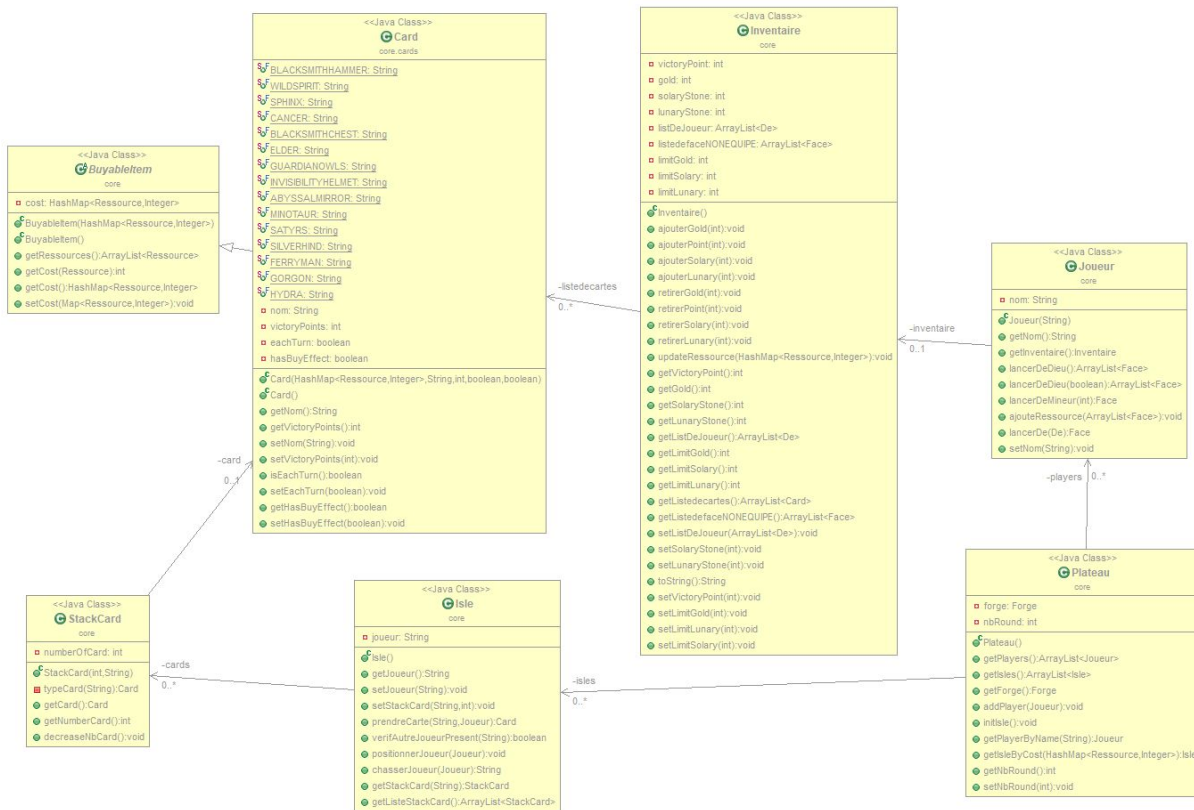 <<Java Class>>
BuyableItem
core
cost: HashMap<Ressource,Integer>
BuyableItem(HashMap<Ressource,Integer>)
BuyableItem()
getRessources():ArrayList<Ressource>
getCost(Ressource):int
getCost():HashMap<Ressource,Integer>
setCost(Map<Ressource,Integer>):void
<<Java Class>>
Card
core.cards
BLACKSMITHHAMMER: String
WILDSPIRIT: String
SPHINX: String
CANCER: String
BLACKSMITHCHEST: String
ELDER: String
GUARDIANOWLS: String
INVISIBILITYHELMET: String
ABYSSALMIRROR: String
MINOTAUR: String
SATYRS: String
SILVERHIND: String
FERRYMAN: String
GORGON: String
HYDRA: String
nom: String
victoryPoints: int
eachTurn: boolean
hasBuyEffect: boolean
Card(HashMap<Ressource,Integer>,String,int,boolean,boolean)
Card()
getNom():String
getVictoryPoints():int
setNom(String):void
setVictoryPoints(int):void
isEachTurn():boolean
setEachTurn(boolean):void
getHasBuyEffect():boolean
setHasBuyEffect(boolean):void
-listedecartes
0..*
<<Java Class>>
Inventaire
core
victoryPoint: int
gold: int
solaryStone: int
lunaryStone: int
listDeJoueur: ArrayList<De>
listedefaceNONEQUIPE: ArrayList<Face>
limitGold: int
limitSolary: int
limitLunary: int
Inventaire()
ajouterGold(int):void
ajouterPoint(int):void
ajouterSolary(int):void
ajouterLunary(int):void
retirerGold(int):void
retirerPoint(int):void
retirerSolary(int):void
retirerLunary(int):void
updateRessource(HashMap<Ressource,Integer>):void
getVictoryPoint():int
getGold():int
getSolaryStone():int
getLunaryStone():int
getListDeJoueur():ArrayList<De>
getLimitGold():int
getLimitSolary():int
getLimitLunary():int
getListedecartes():ArrayList<Card>
getListedefaceNONEQUIPE():ArrayList<Face>
setListDeJoueur(ArrayList<De>):void
setSolaryStone(int):void
setLunaryStone(int):void
toString():String
setVictoryPoint(int):void
setLimitGold(int):void
setLimitLunary(int):void
setLimitSolary(int):void
-inventaire
0..1
<<Java Class>>
Joueur
core
nom: String
Joueur(String)
getNom():String
getInventaire():Inventaire
lancerDeDieu():ArrayList<Face>
lancerDeDieu(boolean):ArrayList<Face>
lancerDeMineur(int):Face
ajouteRessource(ArrayList<Face>):void
lancerDe(De):Face
setNom(String):void
-players
0..*
-card
0..1
<<Java Class>>
StackCard
core
numberOfCard: int
StackCard(int,String)
typeCard(String):Card
getCard():Card
getNumberCard():int
decreaseNbCard():void
-cards
0..*
<<Java Class>>
Isle
core
joueur: String
Isle()
getJoueur():String
setJoueur(String):void
setStackCard(String,int):void
prendreCarte(String,Joueur):Card
verifAutreJoueurPresent(String):boolean
positionnerJoueur(Joueur):void
chasserJoueur(Joueur):String
getStackCard(String):StackCard
getListeStackCard():ArrayList<StackCard>
-isles
0..*
<<Java Class>>
Plateau
core
forge: Forge
nbRound: int
Plateau()
getPlayers():ArrayList<Joueur>
getIsles():ArrayList<Isle>
getForge():Forge
addPlayer(Joueur):void
initIsle():void
getPlayerByName(String):Joueur
getIsleByCost(HashMap<Ressource,Integer>):Isle
getNbRound():int
setNbRound(int):void